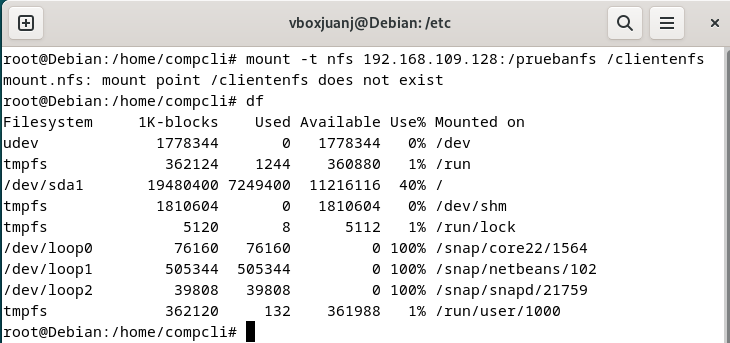 vboxjuanj@Debian: /etc
root@Debian:/home/compcli# mount -t nfs 192.168.109.128:/pruebanfs /clientenfs
mount.nfs: mount point /clientenfs does not exist
root@Debian:/home/compcli# df
Filesystem     1K-blocks    Used Available Use% Mounted on
udev             1778344       0   1778344   0% /dev
tmpfs             362124    1244    360880   1% /run
/dev/sda1       19480400 7249400  11216116  40% /
tmpfs            1810604       0   1810604   0% /dev/shm
tmpfs               5120       8      5112   1% /run/lock
/dev/loop0         76160   76160         0 100% /snap/core22/1564
/dev/loop1        505344  505344         0 100% /snap/netbeans/102
/dev/loop2         39808   39808         0 100% /snap/snapd/21759
tmpfs             362120     132    361988   1% /run/user/1000
root@Debian:/home/compcli#